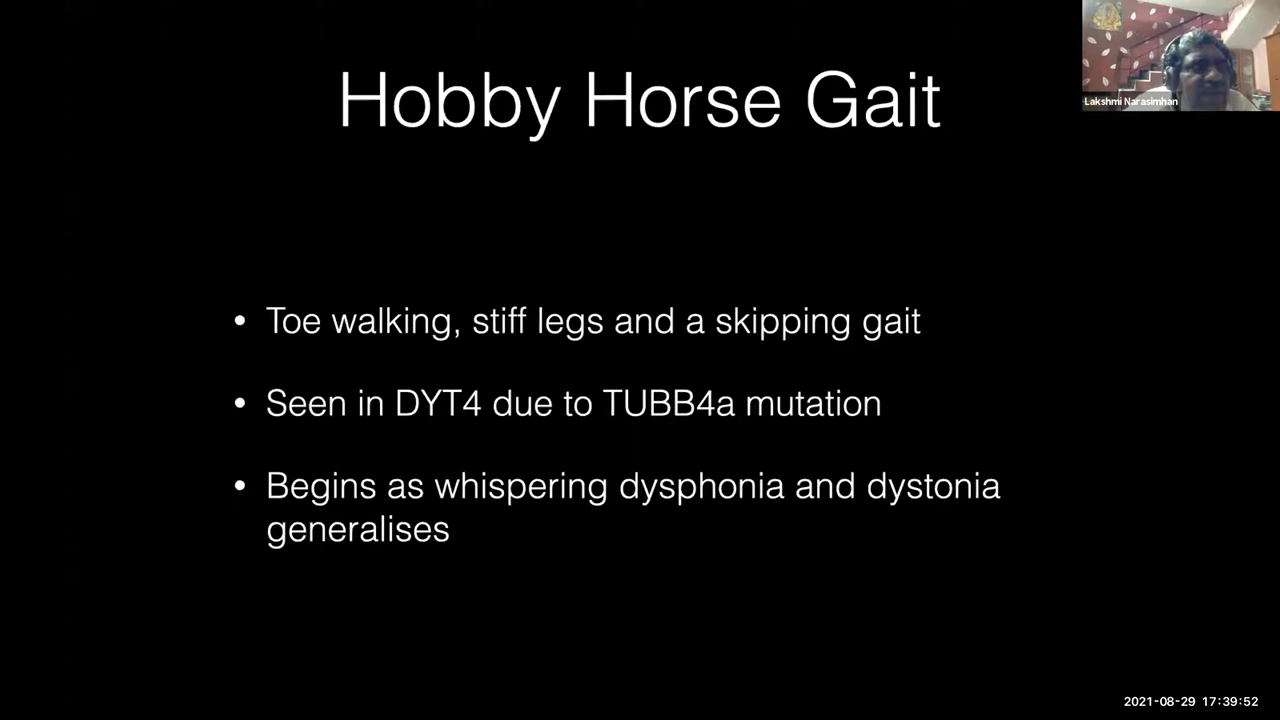 Hobby Horse Gait
Lakshmi Narasimhan
• Toe walking, stiff legs and a skipping gait
• Seen in DYT4 due to TUBB4a mutation
• Begins as whispering dysphonia and dystonia
generalises
2021-08-29 17:39:52